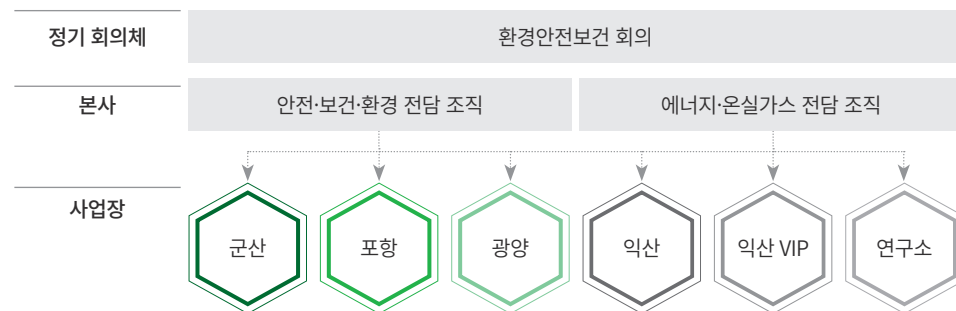 정기 회의체
환경안전보건 회의
본사
안전·보건·환경 전담 조직
에너지·온실가스 전담 조직
사업장
군산
포항
광양
익산
익산 VIP
연구소